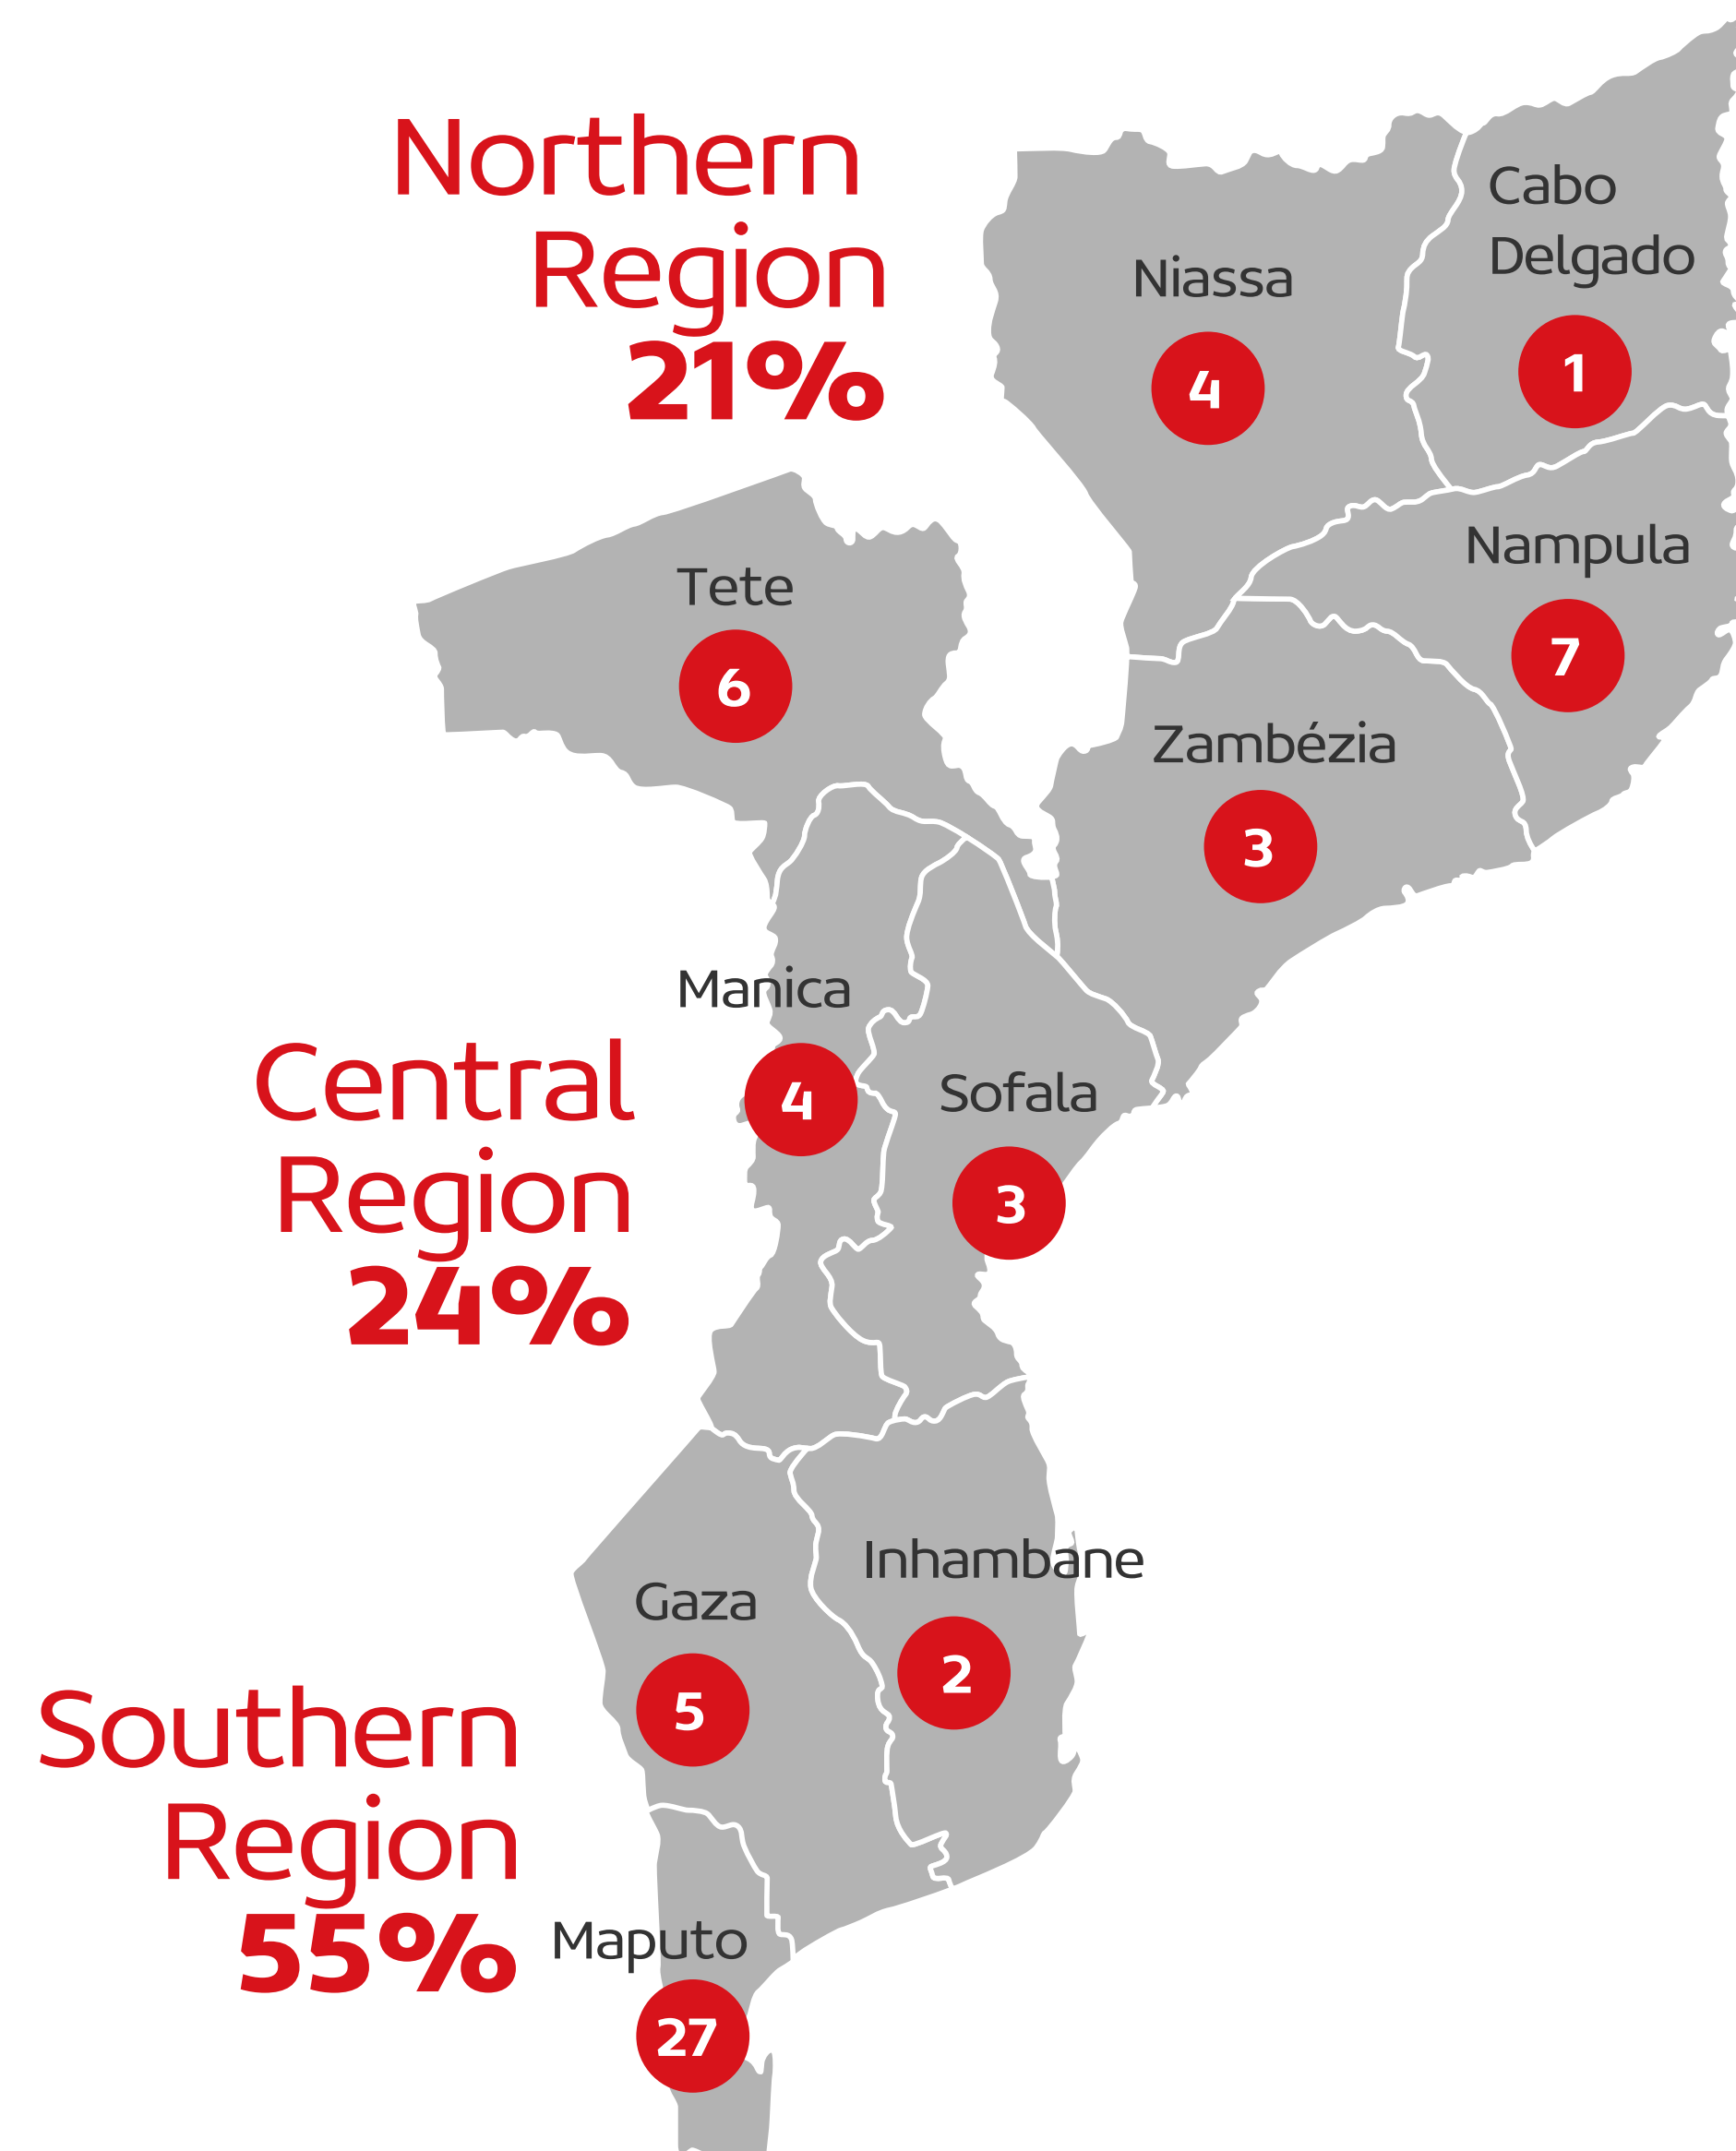 Northern
Region
21%
Cabo
Delgado
1
Niassa
4
Nampula
7
Tete
6
Zambézia
3
Manica
4
Central
Region
24%
Sofala
3
Inhambane
2
Gaza
5
Southern
Region
55%
Maputo
27